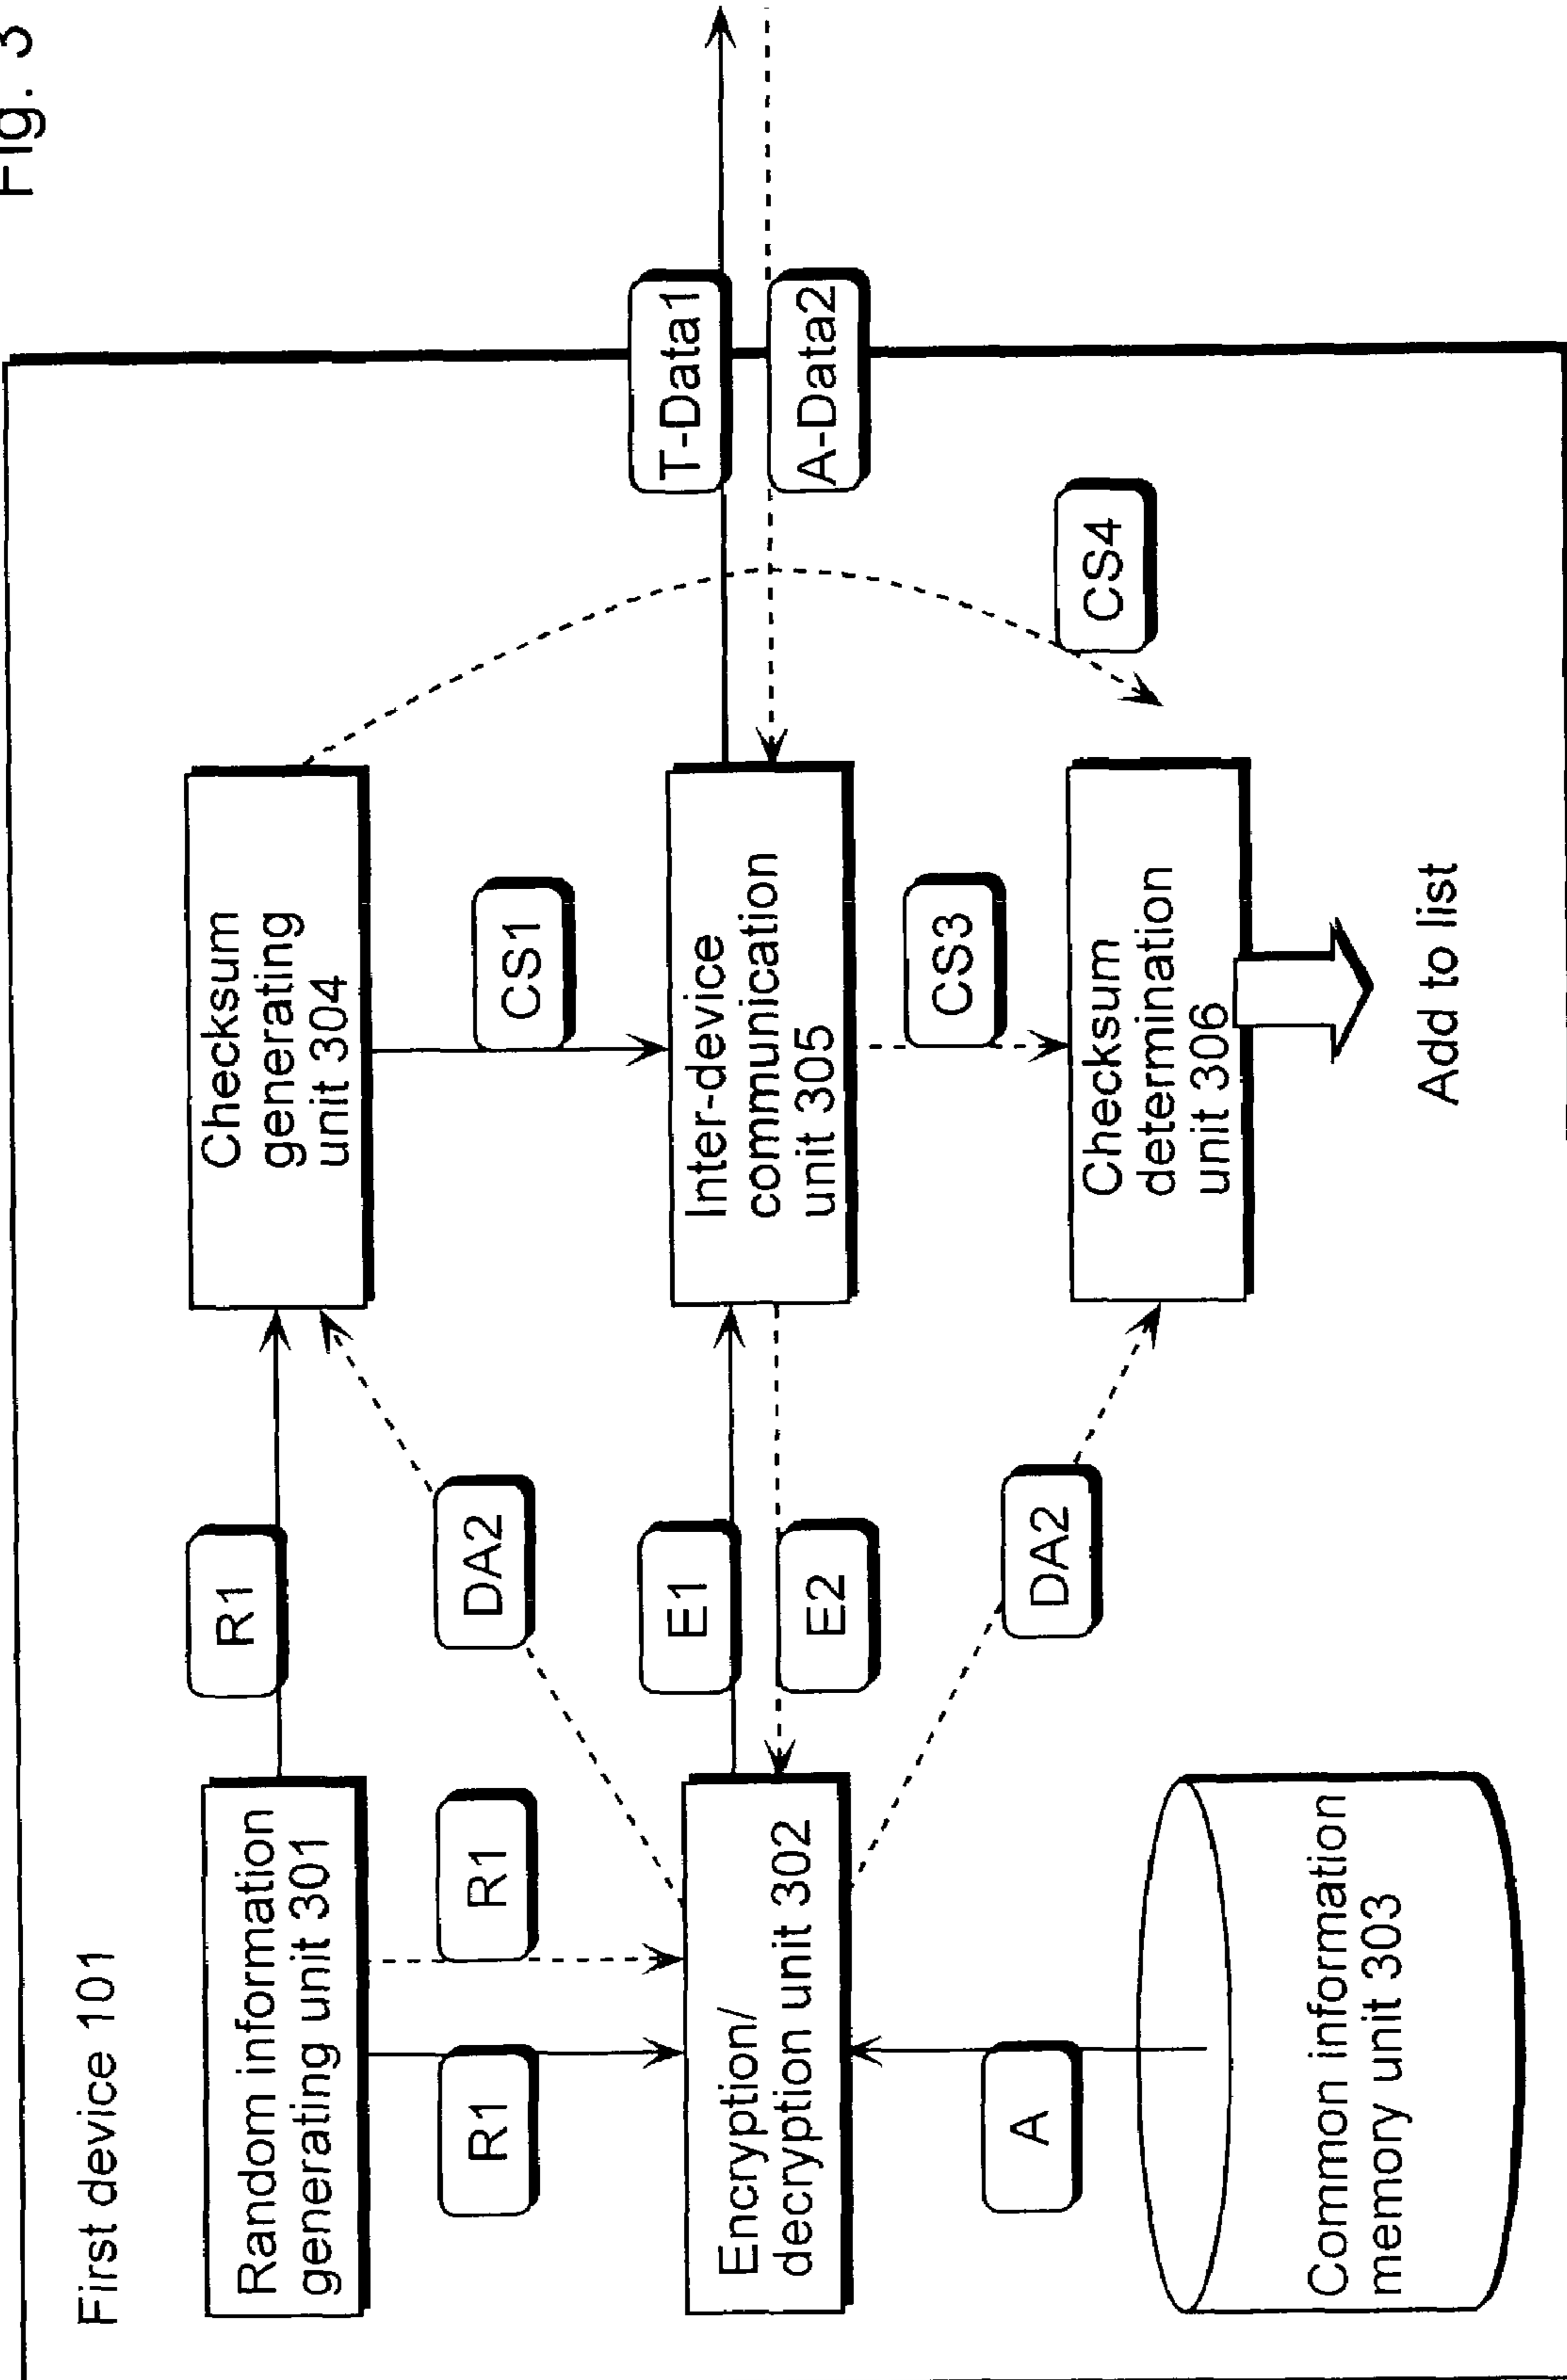 Fig. 3
First device 101
Random information
generating unit 301
R1
Checksum
generating
unit 304
R1
R1
DA2
CS1
T-Data1
A-Data2
Encryption/
decryption unit 302
E1
E2
Inter-device
communication
unit 305
CS4
A
DA2
CS3
Common information
memory unit 303
Checksum
determination
unit 306
Add to list